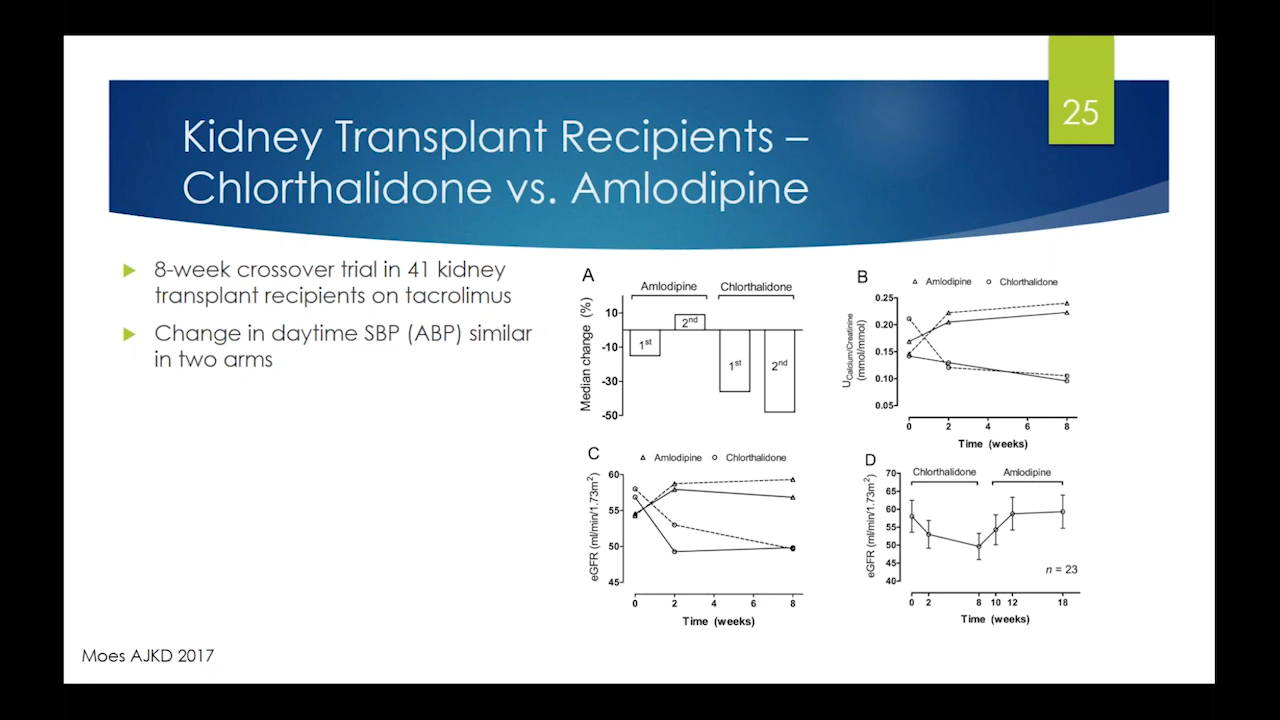 25
Kidney Transplant Recipients –
Chlorthalidone vs. Amlodipine
8-week crossover trial in 41 kidney
transplant recipients on tacrolimus
Change in daytime SBP (ABP) similar
in two arms
A
Amlodipine Chlorthalidone
Median change (%)
10
-10
-30
-50
1st
2nd
1st
2nd
B
Amlodipine Chlorthalidone
UCalcium/Creatinine
(mmol/mmol)
0.25
0.20
0.15
0.10
0.05
0 2 4 6 8
Time (weeks)
C
Amlodipine Chlorthalidone
eGFR (ml/min/1.73m2)
60
55
50
45
0 2 4 6 8
Time (weeks)
D
Chlorthalidone Amlodipine
eGFR (ml/min/1.73m2)
70
65
60
55
50
45
40
n = 23
0 2 8 10 12 18
Time (weeks)
Moes AJKD 2017